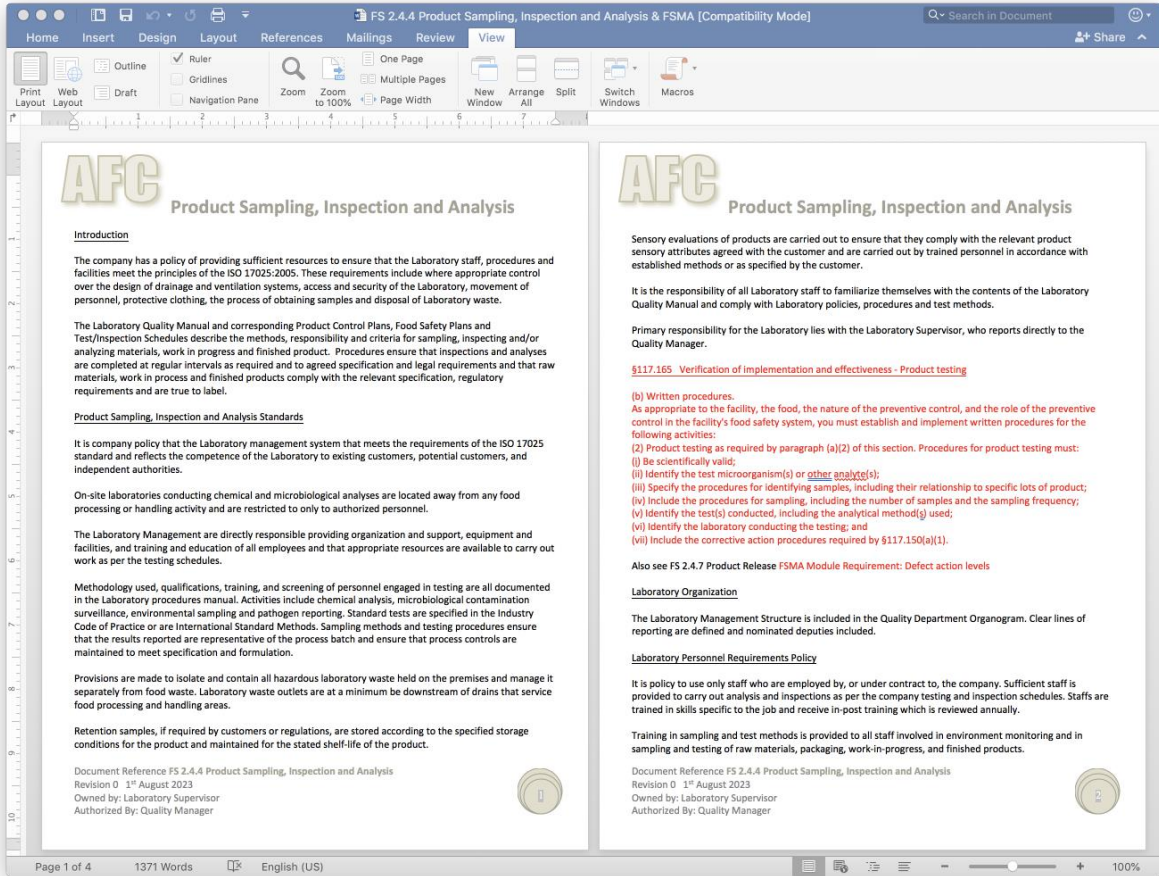 FS 2.4.4 Product Sampling, Inspection and Analysis & FSMA [Compatibility Mode]
Search in Document
Home Insert Design Layout References Mailings Review View
Share
Print Layout
Web Layout
Outline
Draft
Ruler
Gridlines
Navigation Pane
Zoom
Zoom to 100%
One Page
Multiple Pages
Page Width
New Window
Arrange All
Split
Switch Windows
Macros
1 2 3 4 5 6 7
AFC
Product Sampling, Inspection and Analysis
Introduction
The company has a policy of providing sufficient resources to ensure that the Laboratory staff, procedures and
facilities meet the principles of the ISO 17025:2005. These requirements include where appropriate control
over the design of drainage and ventilation systems, access and security of the Laboratory, movement of
personnel, protective clothing, the process of obtaining samples and disposal of Laboratory waste.
The Laboratory Quality Manual and corresponding Product Control Plans, Food Safety Plans and
Test/Inspection Schedules describe the methods, responsibility and criteria for sampling, inspecting and/or
analyzing materials, work in progress and finished product. Procedures ensure that inspections and analyses
are completed at regular intervals as required and to agreed specification and legal requirements and that raw
materials, work in process and finished products comply with the relevant specification, regulatory
requirements and are true to label.
Product Sampling, Inspection and Analysis Standards
It is company policy that the Laboratory management system that meets the requirements of the ISO 17025
standard and reflects the competence of the Laboratory to existing customers, potential customers, and
independent authorities.
On-site laboratories conducting chemical and microbiological analyses are located away from any food
processing or handling activity and are restricted to only to authorized personnel.
The Laboratory Management are directly responsible providing organization and support, equipment and
facilities, and training and education of all employees and that appropriate resources are available to carry out
work as per the testing schedules.
Methodology used, qualifications, training, and screening of personnel engaged in testing are all documented
in the Laboratory procedures manual. Activities include chemical analysis, microbiological contamination
surveillance, environmental sampling and pathogen reporting. Standard tests are specified in the Industry
Code of Practice or are International Standard Methods. Sampling methods and testing procedures ensure
that the results reported are representative of the process batch and ensure that process controls are
maintained to meet specification and formulation.
Provisions are made to isolate and contain all hazardous laboratory waste held on the premises and manage it
separately from food waste. Laboratory waste outlets are at a minimum be downstream of drains that service
food processing and handling areas.
Retention samples, if required by customers or regulations, are stored according to the specified storage
conditions for the product and maintained for the stated shelf-life of the product.
Document Reference FS 2.4.4 Product Sampling, Inspection and Analysis
Revision 0 1st August 2023
Owned by: Laboratory Supervisor
Authorized By: Quality Manager
1
AFC
Product Sampling, Inspection and Analysis
Sensory evaluations of products are carried out to ensure that they comply with the relevant product
sensory attributes agreed with the customer and are carried out by trained personnel in accordance with
established methods or as specified by the customer.
It is the responsibility of all Laboratory staff to familiarize themselves with the contents of the Laboratory
Quality Manual and comply with Laboratory policies, procedures and test methods.
Primary responsibility for the Laboratory lies with the Laboratory Supervisor, who reports directly to the
Quality Manager.
§117.165 Verification of implementation and effectiveness - Product testing
(b) Written procedures.
As appropriate to the facility, the food, the nature of the preventive control, and the role of the preventive
control in the facility's food safety system, you must establish and implement written procedures for the
following activities:
(2) Product testing as required by paragraph (a)(2) of this section. Procedures for product testing must:
(i) Be scientifically valid;
(ii) Identify the test microorganism(s) or other analyte(s);
(iii) Specify the procedures for identifying samples, including their relationship to specific lots of product;
(iv) Include the procedures for sampling, including the number of samples and the sampling frequency;
(v) Identify the test(s) conducted, including the analytical method(s) used;
(vi) Identify the laboratory conducting the testing; and
(vii) Include the corrective action procedures required by §117.150(a)(1).
Also see FS 2.4.7 Product Release FSMA Module Requirement: Defect action levels
Laboratory Organization
The Laboratory Management Structure is included in the Quality Department Organogram. Clear lines of
reporting are defined and nominated deputies included.
Laboratory Personnel Requirements Policy
It is policy to use only staff who are employed by, or under contract to, the company. Sufficient staff is
provided to carry out analysis and inspections as per the company testing and inspection schedules. Staffs are
trained in skills specific to the job and receive in-post training which is reviewed annually.
Training in sampling and test methods is provided to all staff involved in environment monitoring and in
sampling and testing of raw materials, packaging, work-in-progress, and finished products.
Document Reference FS 2.4.4 Product Sampling, Inspection and Analysis
Revision 0 1st August 2023
Owned by: Laboratory Supervisor
Authorized By: Quality Manager
2
Page 1 of 4 1371 Words English (US) 100%